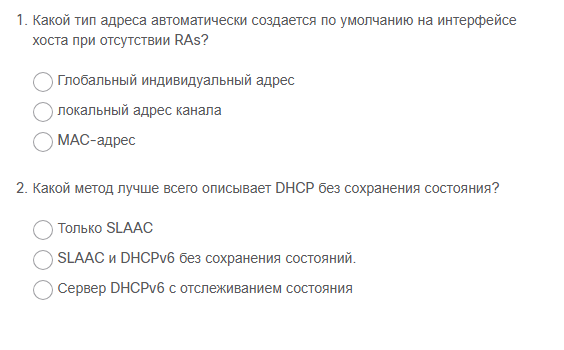 1. Какой тип адреса автоматически создается по умолчанию на интерфейсе
хоста при отсутствии RAs?
Глобальный индивидуальный адрес
локальный адрес канала
MAC-адрес
2. Какой метод лучше всего описывает DHCP без сохранения состояния?
Только SLAAC
SLAAC и DHCPv6 без сохранения состояний.
Сервер DHCPv6 с отслеживанием состояния